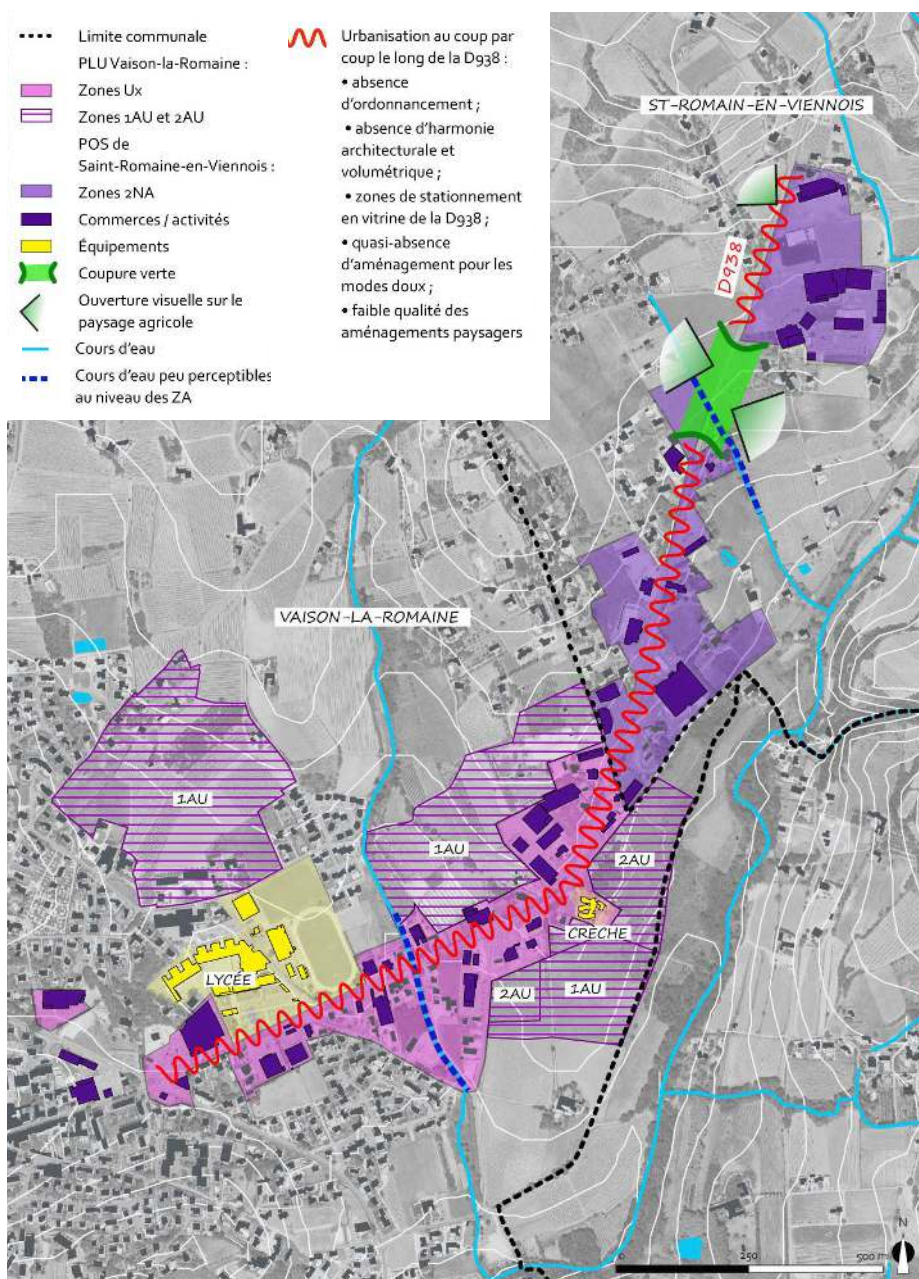 Limite communale
PLU Vaison-la-Romaine :
Zones Ux
Zones 1AU et 2AU
POS de
Saint-Romaine-en-Viennois :
Zones 2NA
Commerces / activités
Équipements
Coupure verte
Ouverture visuelle sur le
paysage agricole
Cours d'eau
Cours d'eau peu perceptibles
au niveau des ZA
Urbanisation au coup par
coup le long de la D938 :
• absence
d'ordonnancement ;
• absence d'harmonie
architecturale et
volumétrique ;
• zones de stationnement
en vitrine de la D938 ;
• quasi-absence
d'aménagement pour les
modes doux ;
• faible qualité des
aménagements paysagers
ST-ROMAIN-EN-VIENNOIS
D938
VAISON-LA-ROMAINE
1AU
1AU
2AU
CRÈCHE
LYCÉE
2AU
1AU
N
0
250
500 m